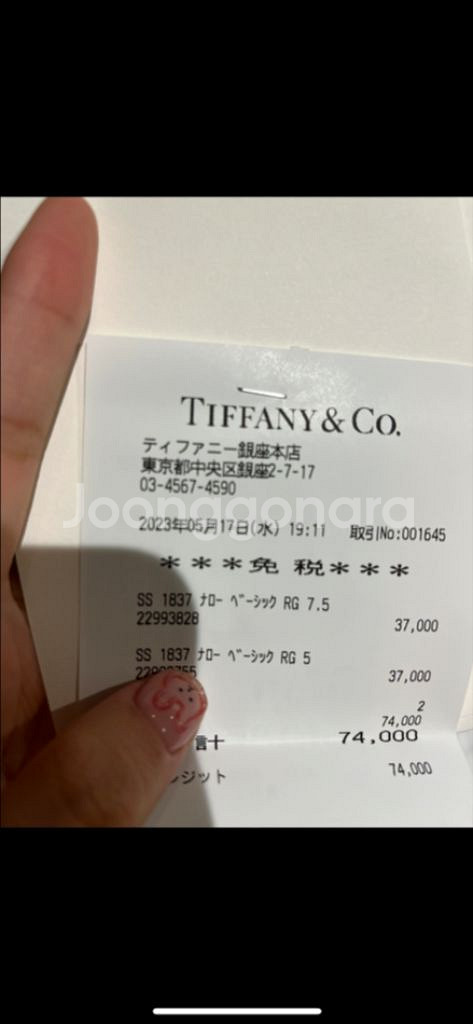 TIFFANY & CO.
ティファニー銀座本店
東京都中央区銀座2-7-17
03-4567-4590
Joonggonara
2023年05月17日(水) 19:11 取引No:001645
***免 税***
SS 1837 ﾅﾛｰ ﾍﾞｰｼｯｸ RG 7.5
22993828 37,000
SS 1837 ﾅﾛｰ ﾍﾞｰｼｯｸ RG 5
37,000
2
74,000
計 74,000
ジット 74,000